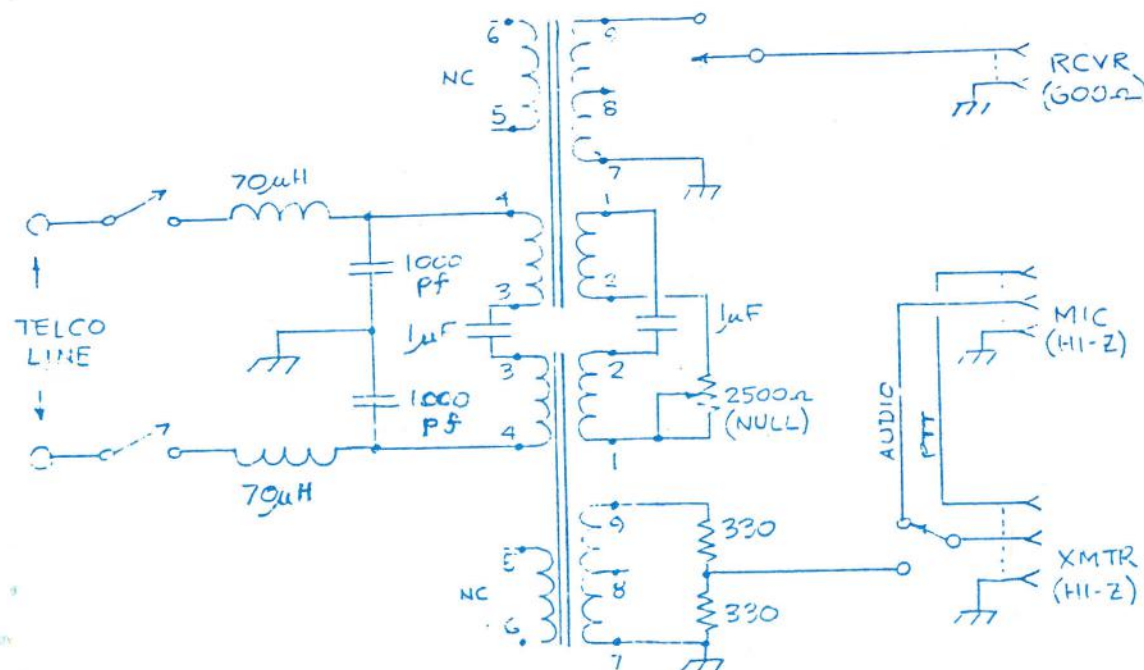 6
9
NC
RCVR
(600Ω)
5
8
7
70μH
4
1
1000
pf
3
2
1μF
1μF
TELCO
LINE
MIC
(HI-Z)
3
2
2500Ω
(NULL)
1000
pf
AUDIO
PTT
4
1
70μH
9
330
5
8
XMTR
(HI-Z)
NC
330
6
7